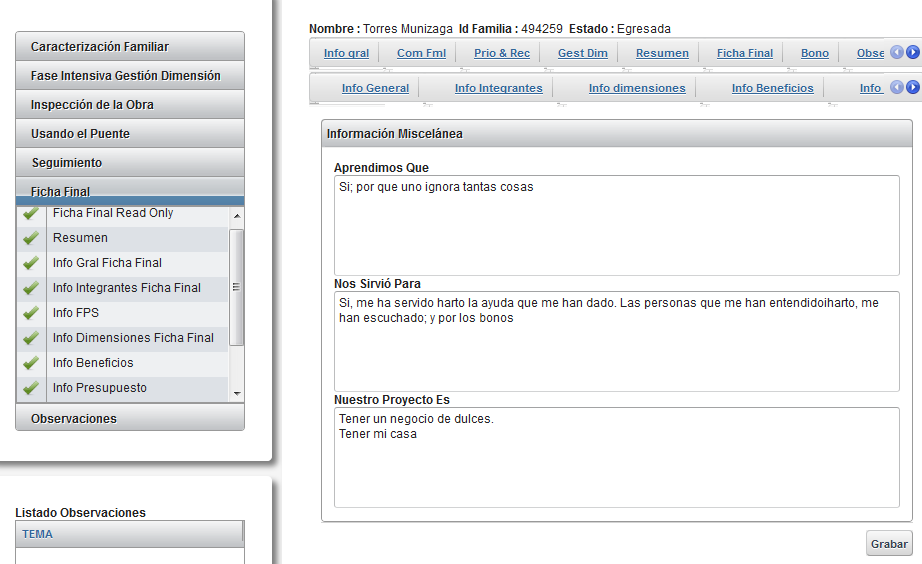 Caracterización Familiar
Fase Intensiva Gestión Dimensión
Inspección de la Obra
Usando el Puente
Seguimiento
Ficha Final
Ficha Final Read Only
Resumen
Info Gral Ficha Final
Info Integrantes Ficha Final
Info FPS
Info Dimensiones Ficha Final
Info Beneficios
Info Presupuesto
Observaciones
Listado Observaciones
TEMA
Nombre : Torres Munizaga Id Familia : 494259 Estado : Egresada
Info gral Com Fml Prio & Rec Gest Dim Resumen Ficha Final Bono Obse
Info General Info Integrantes Info dimensiones Info Beneficios Info
Información Miscelánea
Aprendimos Que
Si; por que uno ignora tantas cosas
Nos Sirvió Para
Si, me ha servido harto la ayuda que me han dado. Las personas que me han entendidoiharto, me
han escuchado; y por los bonos
Nuestro Proyecto Es
Tener un negocio de dulces.
Tener mi casa
Grabar